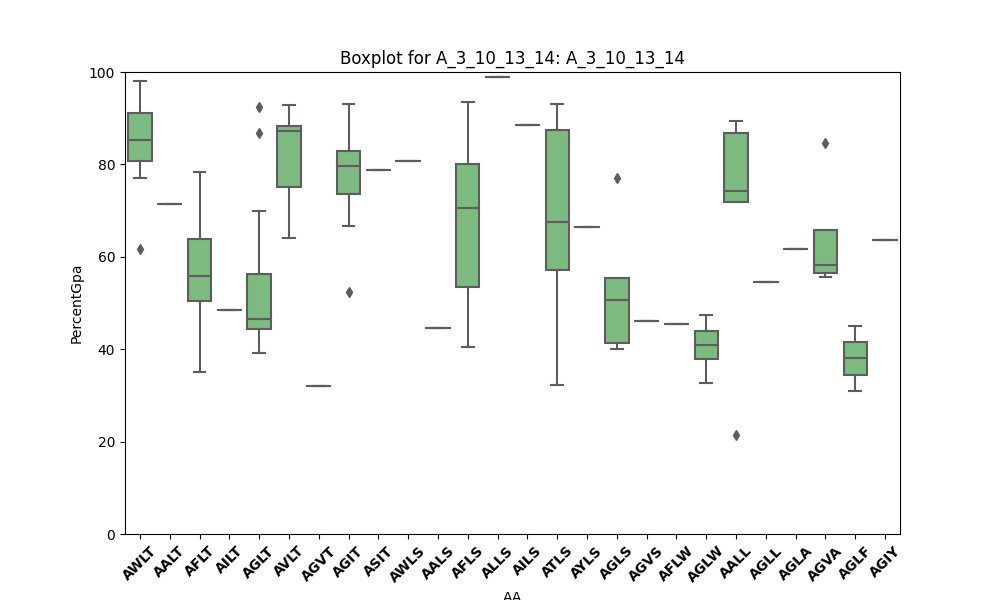 Boxplot for A_3_10_13_14: A_3_10_13_14
100
80
60
40
20
0
PercentGpa
AWLT AALT AFLT AILT AGLT AVLT AGVT AGIT ASIT AWLS AALS AFLS ALLS AILS ATLS AYLS AGLS AGVS AFLW AGLW AALL AGLL AGLA AGVA AGLF AGIY
AA